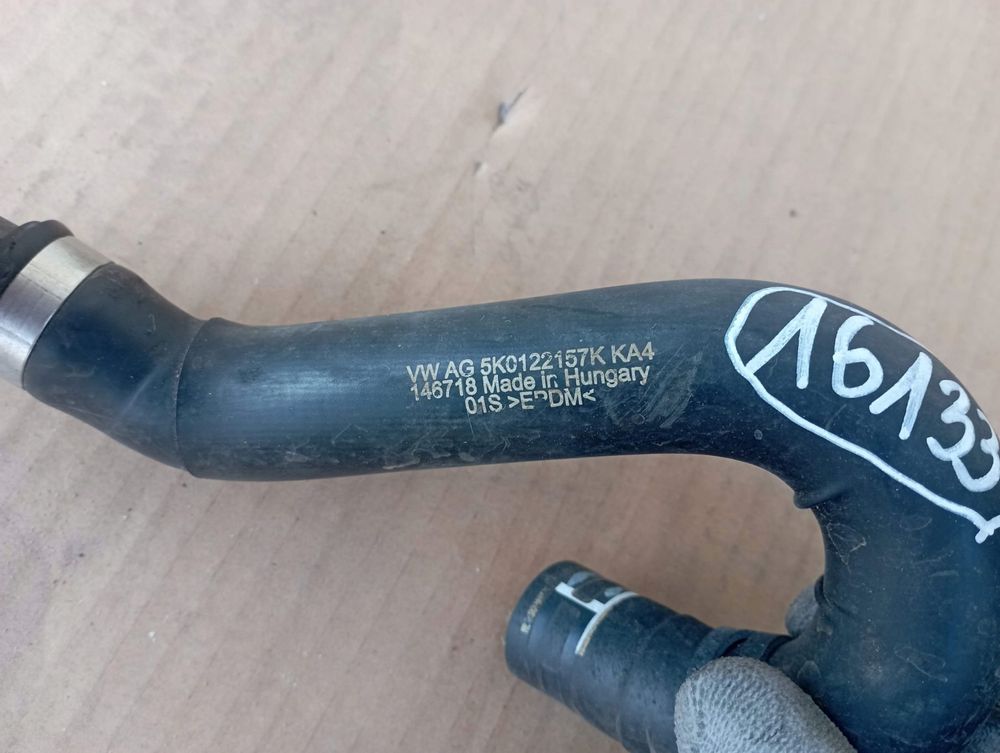 VW AG 5K0122157K KA4
146718 Made in Hungary
01S >EPDM<
16133